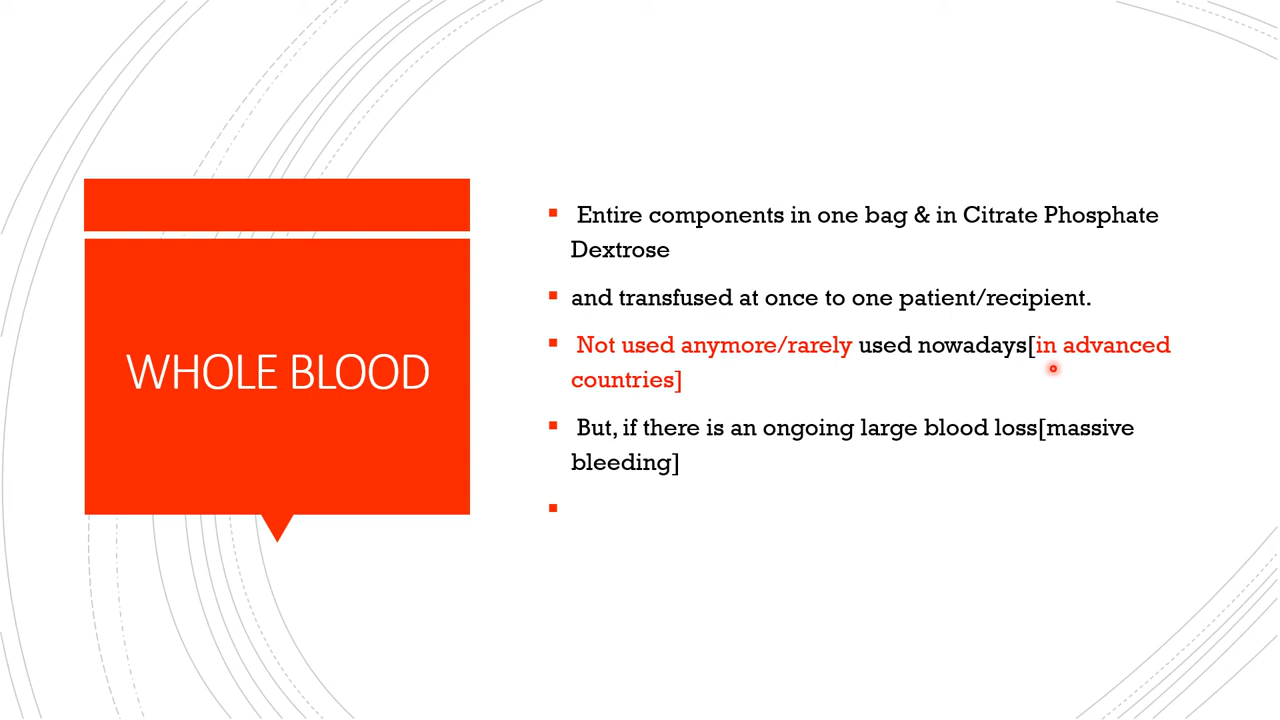 WHOLE BLOOD
Entire components in one bag & in Citrate Phosphate
Dextrose
and transfused at once to one patient/recipient.
Not used anymore/rarely used nowadays[in advanced
countries]
But, if there is an ongoing large blood loss[massive
bleeding]